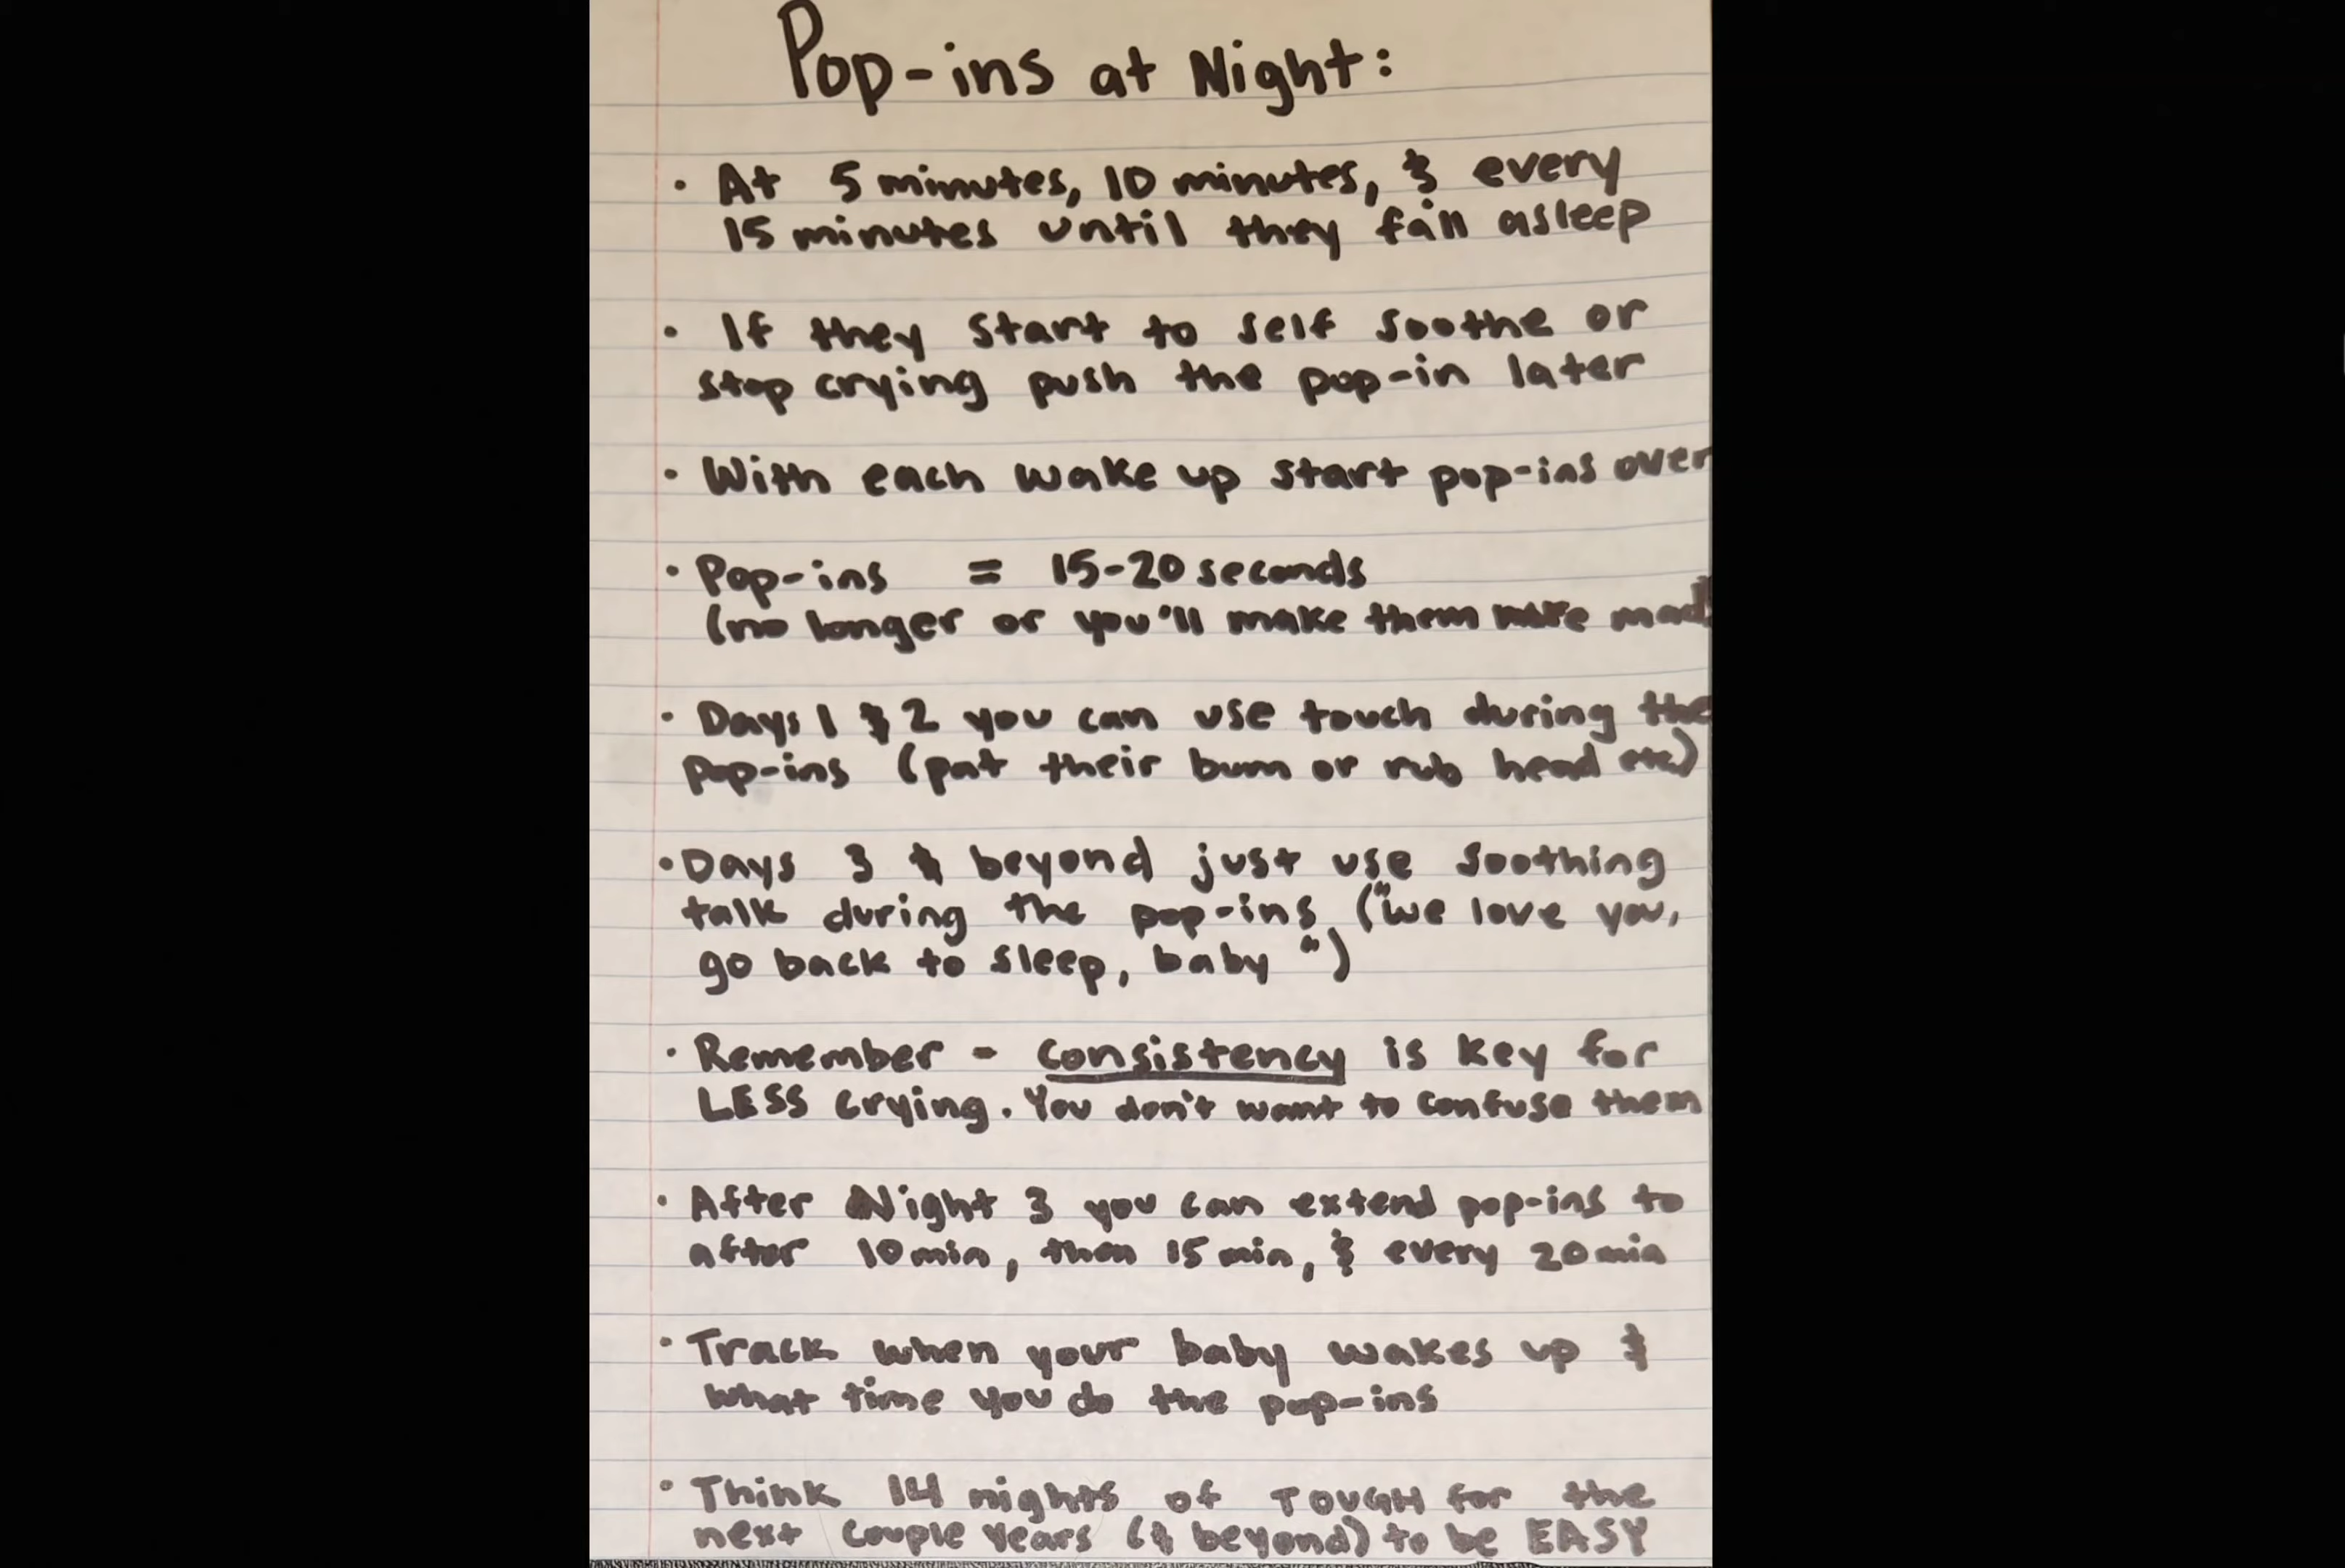 Pop-ins at Night:
• At 5 minutes, 10 minutes, & every
15 minutes until they fall asleep
• If they start to self soothe or
stop crying push the pop-in later
• With each wake up start pop-ins over
• Pop-ins = 15-20 seconds
(no longer or you'll make them more mad)
• Days 1 & 2 you can use touch during the
pop-ins (pat their bum or rub head etc)
• Days 3 & beyond just use soothing
talk during the pop-ins ("we love you,
go back to sleep, baby")
• Remember - consistency is key for
LESS crying. You don't want to confuse them
• After Night 3 you can extend pop-ins to
after 10 min, then 15 min, & every 20 min
• Track when your baby wakes up &
what time you do the pop-ins
• Think 14 nights of TOUGH for the
next couple years (& beyond) to be EASY